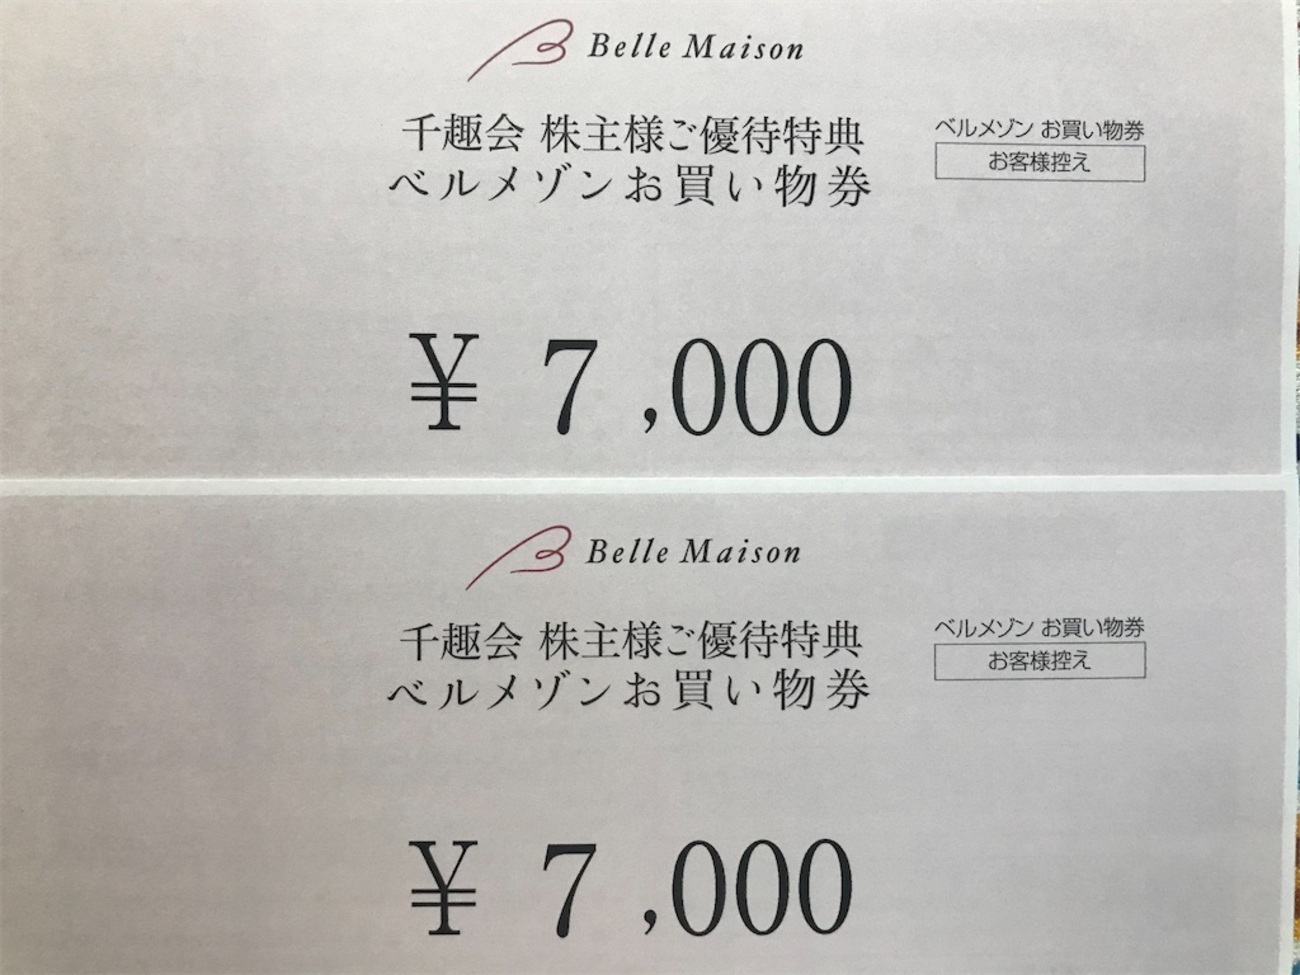 Belle Maison
千趣会 株主様ご優待特典
ベルメゾンお買い物券
ベルメゾン お買い物券
お客様控え
¥ 7,000
Belle Maison
千趣会 株主様ご優待特典
ベルメゾンお買い物券
ベルメゾン お買い物券
お客様控え
¥ 7,000